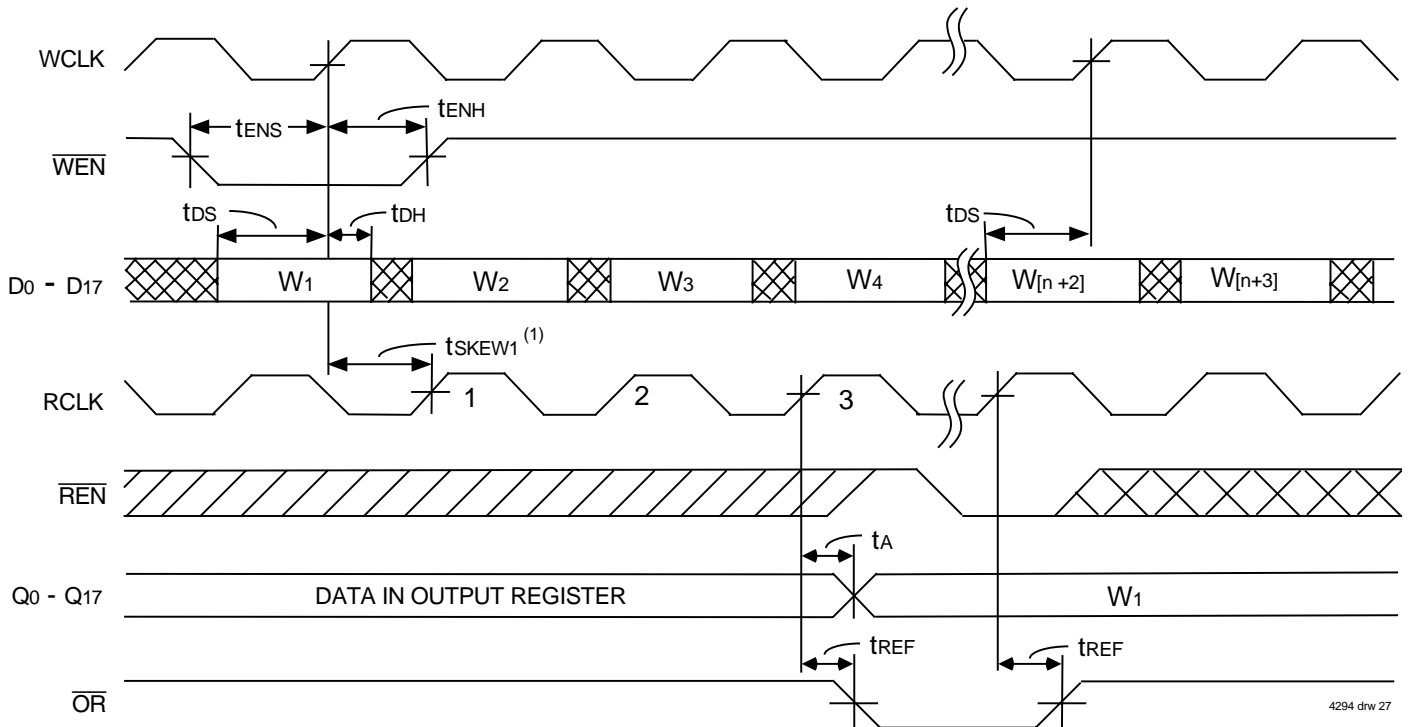 WCLK
tENS
tENH
WEN
tDS
tDH
tDS
D0 - D17
W1
W2
W3
W4
W[n +2]
W[n+3]
tSKEW1 (1)
RCLK
1
2
3
REN
tA
Q0 - Q17
DATA IN OUTPUT REGISTER
W1
tREF
tREF
OR
4294 drw 27